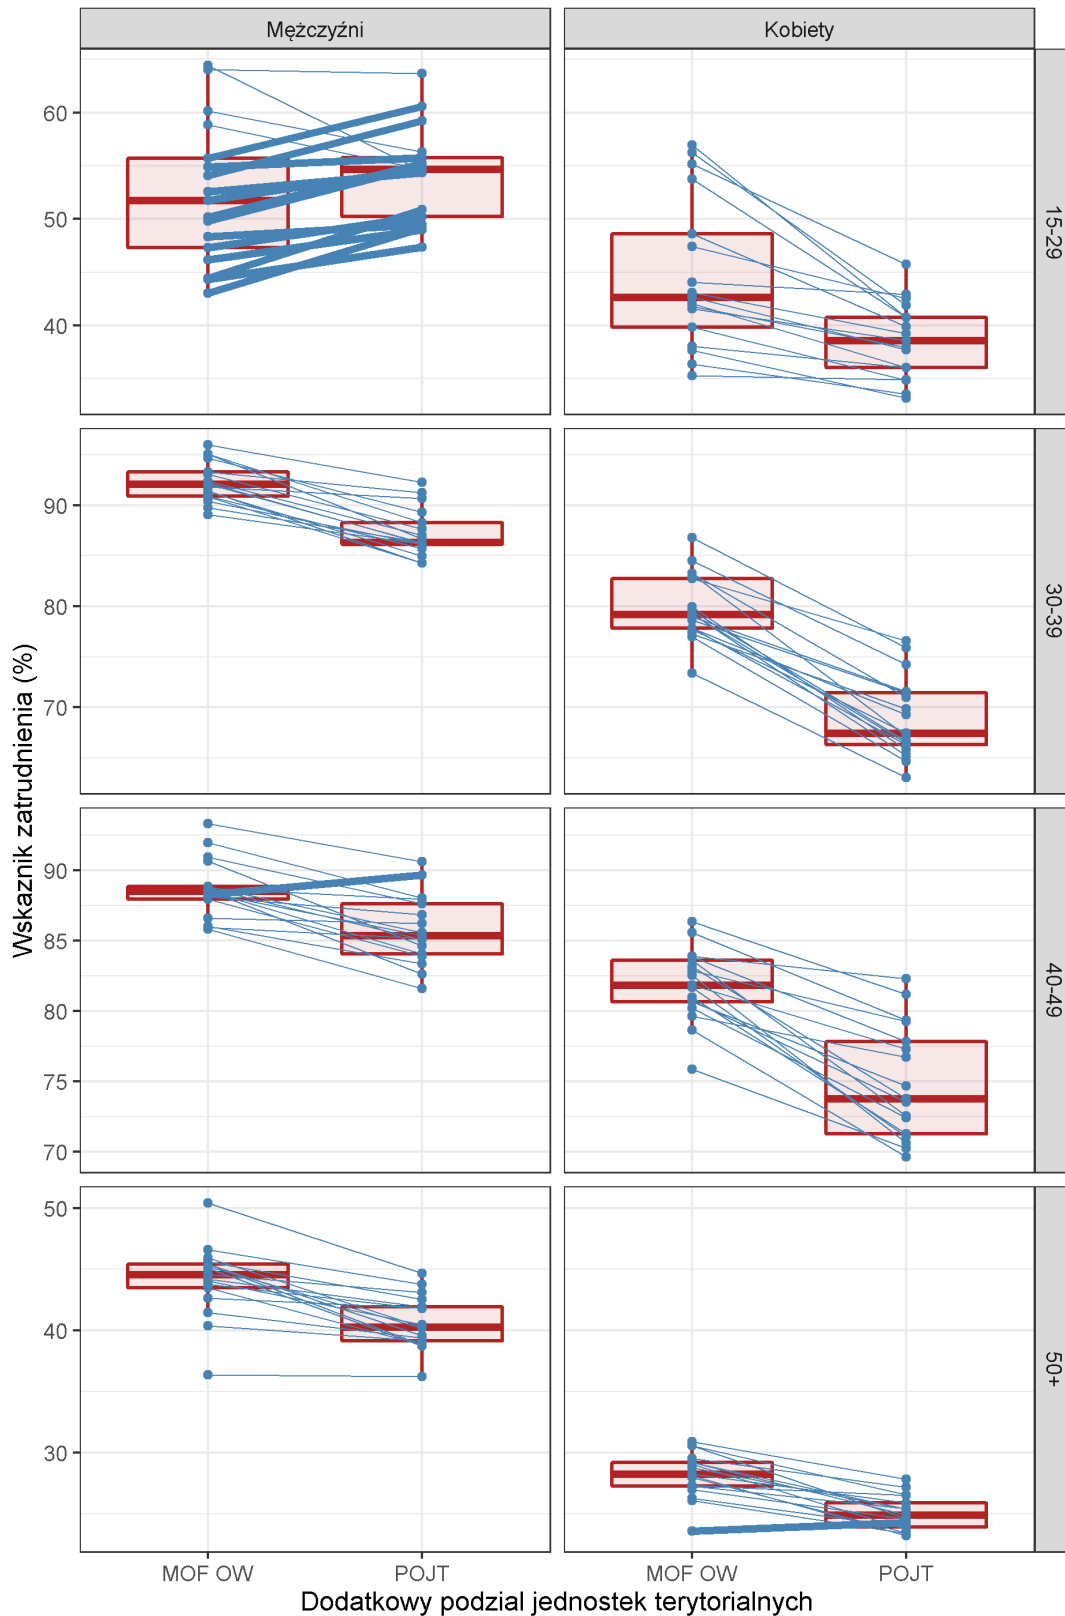 Mężczyźni
Kobiety
60
50
40
15-29
90
80
70
30-39
90
85
80
75
70
40-49
50
40
30
50+
Wskaznik zatrudnienia (%)
MOF OW
POJT
MOF OW
POJT
Dodatkowy podzial jednostek terytorialnych